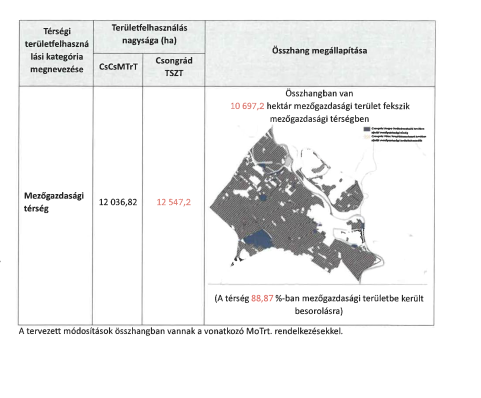 Térségi
területfelhaszná
lási kategória
megnevezése
Területfelhasználás
nagysága (ha)
CsCsMTrT
Csongrád
TSZT
Összhang megállapítása
Mezőgazdasági
térség
12 036,82
12 547,2
Összhangban van
10 697,2 hektár mezőgazdasági terület fekszik
mezőgazdasági térségben
(A térség 88,87 %-ban mezőgazdasági területbe került
besorolásra)
A tervezett módosítások összhangban vannak a vonatkozó MoTrt. rendelkezésekkel.